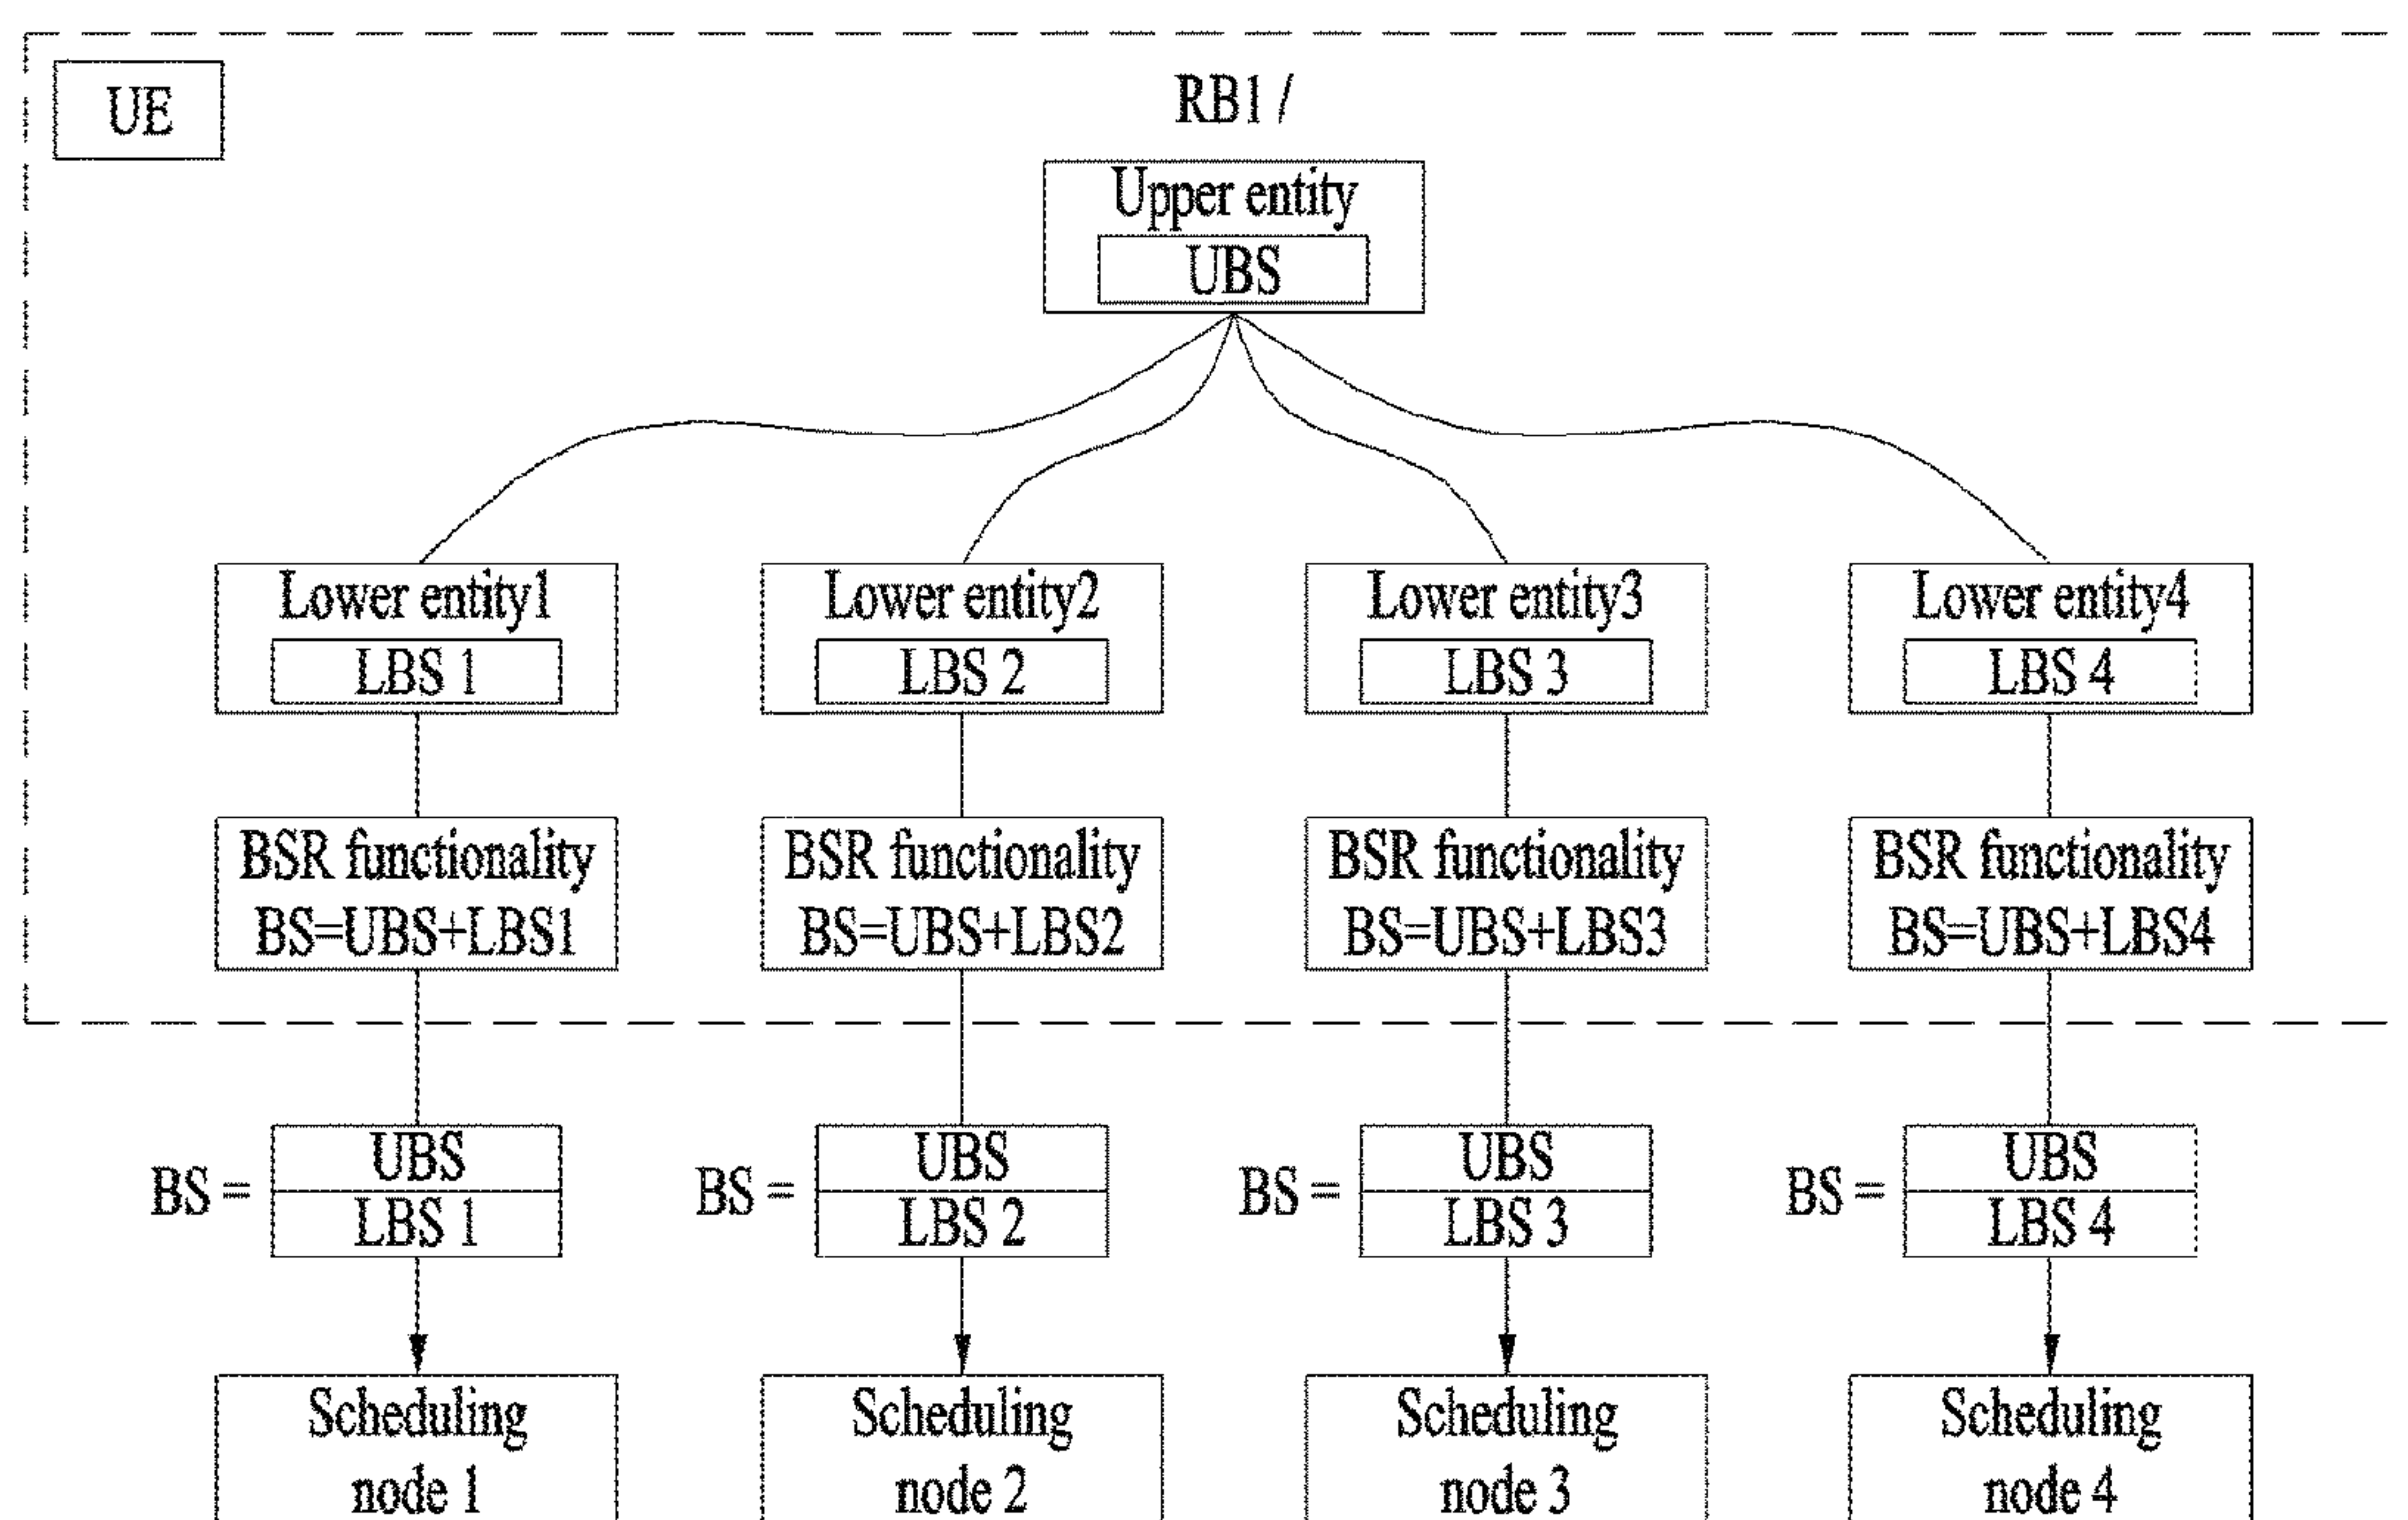 UE
RB1 /
Upper entity
UBS
Lower entity1
LBS 1
Lower entity2
LBS 2
Lower entity3
LBS 3
Lower entity4
LBS 4
BSR functionality
BS=UBS+LBS1
BSR functionality
BS=UBS+LBS2
BSR functionality
BS=UBS+LBS3
BSR functionality
BS=UBS+LBS4
BS =
UBS
LBS 1
BS =
UBS
LBS 2
BS =
UBS
LBS 3
BS =
UBS
LBS 4
Scheduling
node 1
Scheduling
node 2
Scheduling
node 3
Scheduling
node 4